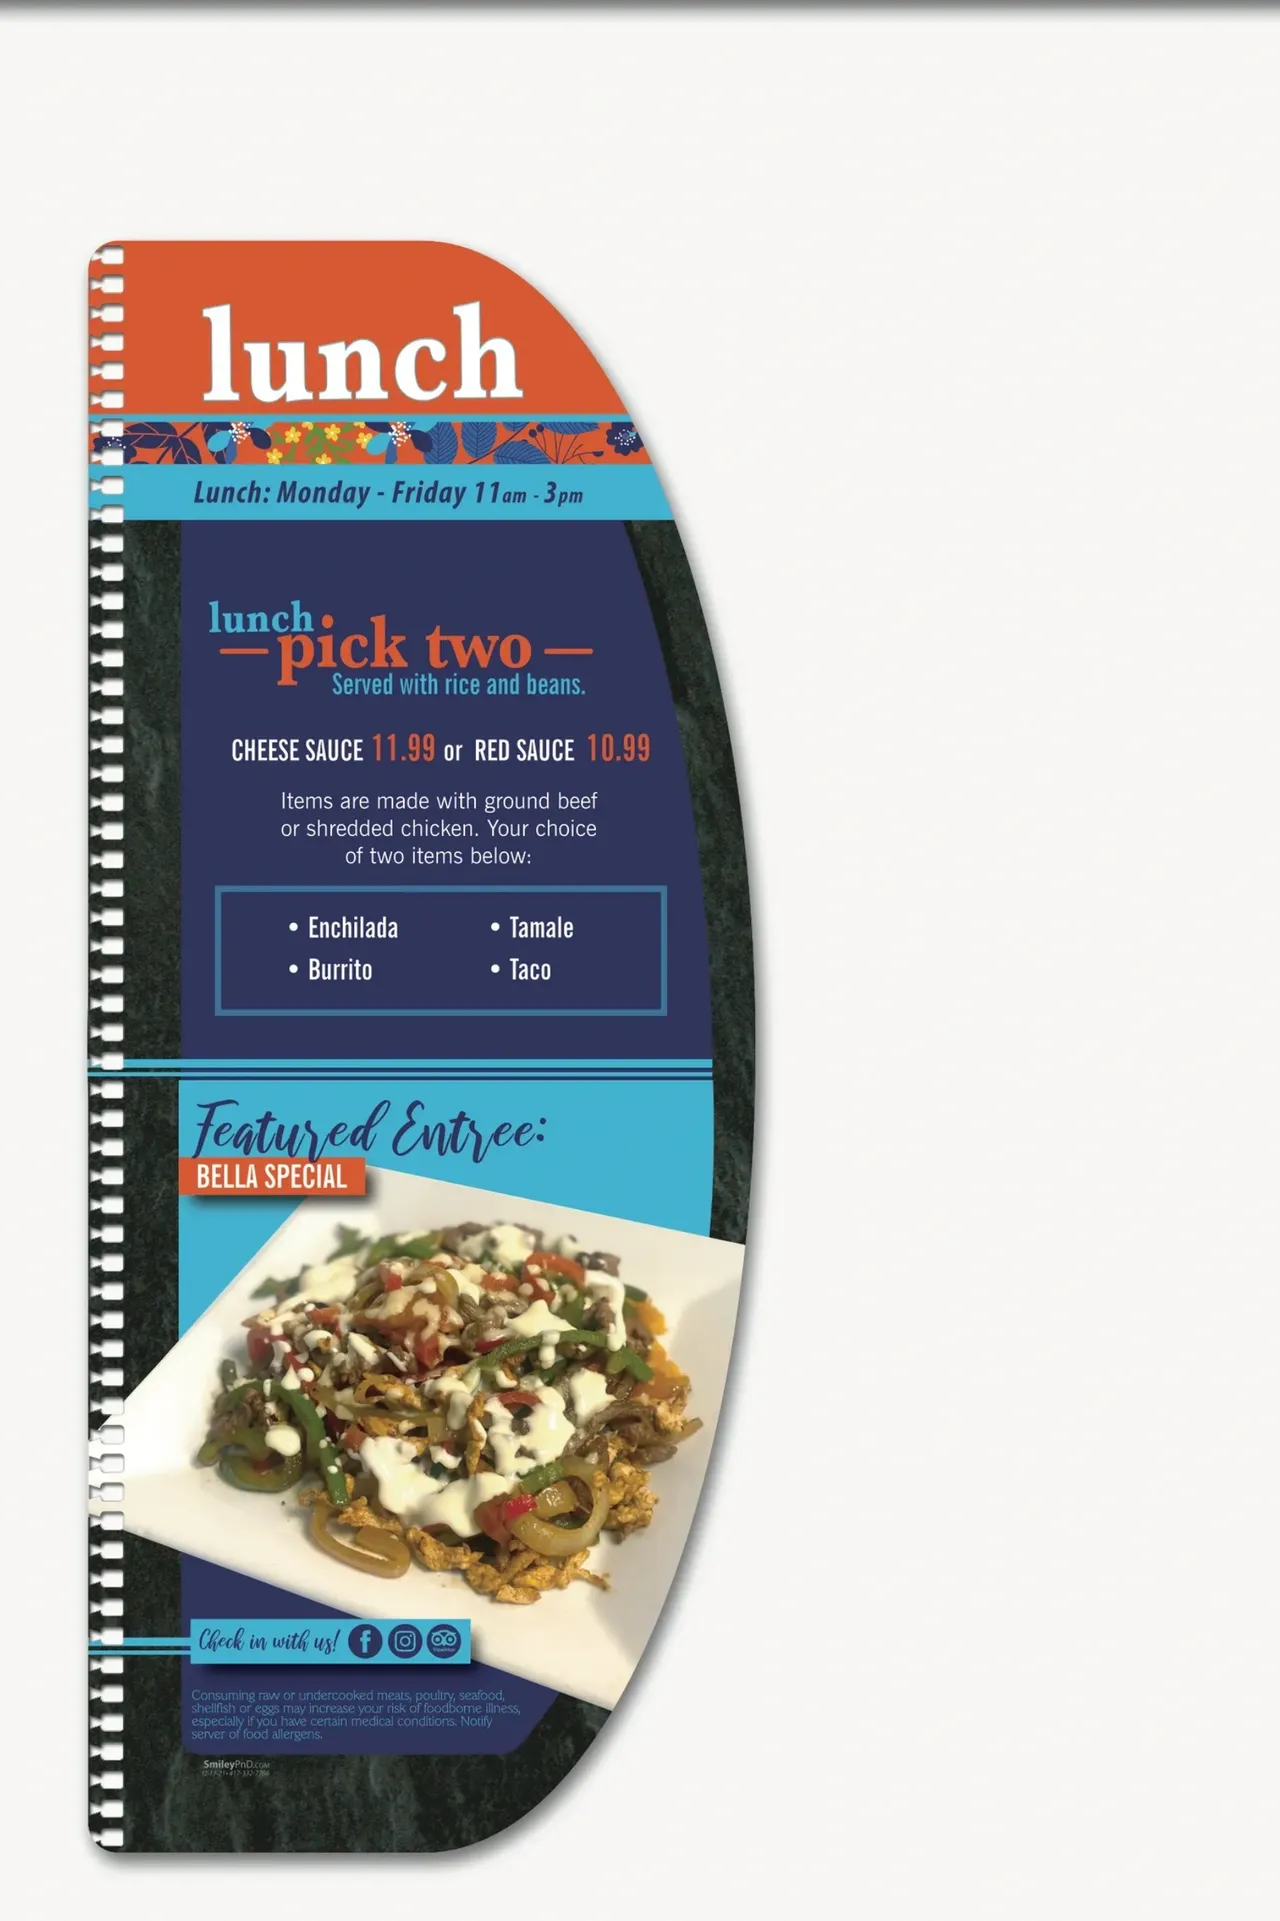 lunch
Lunch: Monday - Friday 11am - 3pm
lunch
pick two
Served with rice and beans.
CHEESE SAUCE 11.99 or RED SAUCE 10.99
Items are made with ground beef
or shredded chicken. Your choice
of two items below:
• Enchilada • Tamale
• Burrito • Taco
Featured Entree:
BELLA SPECIAL
Check in with us!
Consuming raw or undercooked meats, poultry, seafood,
shellfish or eggs may increase your risk of foodborne illness,
especially if you have certain medical conditions. Notify
server of food allergens.
SmileyPnD.COM